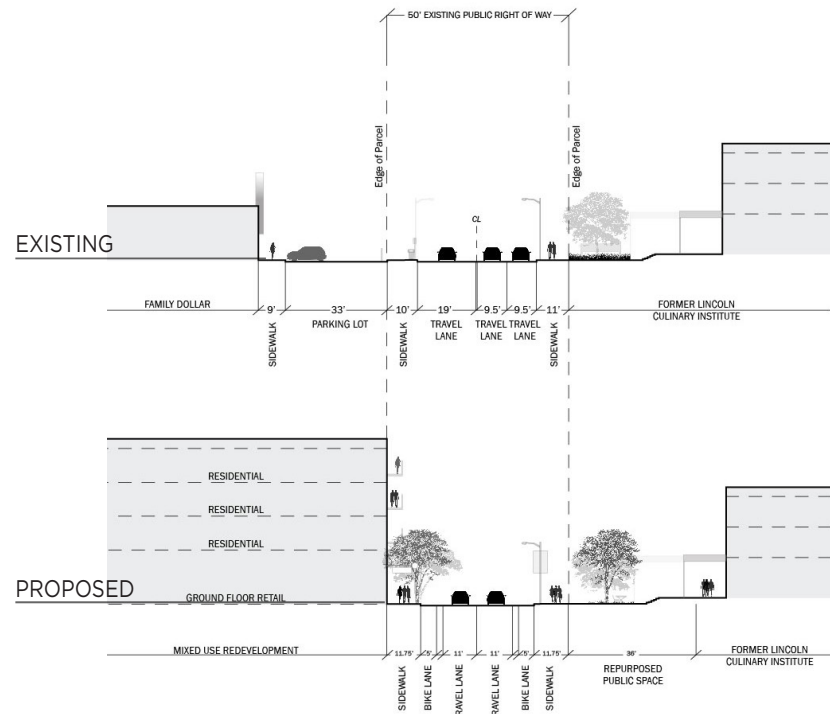 50' EXISTING PUBLIC RIGHT OF WAY
Edge of Parcel
Edge of Parcel
CL
EXISTING
FAMILY DOLLAR
9'
33'
10'
19'
9.5'
9.5'
11'
FORMER LINCOLN
CULINARY INSTITUTE
SIDEWALK
PARKING LOT
SIDEWALK
TRAVEL
LANE
TRAVEL
LANE
TRAVEL
LANE
SIDEWALK
RESIDENTIAL
RESIDENTIAL
RESIDENTIAL
PROPOSED
GROUND FLOOR RETAIL
MIXED USE REDEVELOPMENT
11.75'
5'
11'
11'
5'
11.75'
36'
FORMER LINCOLN
CULINARY INSTITUTE
SIDEWALK
BIKE LANE
RAVEL LANE
RAVEL LANE
BIKE LANE
SIDEWALK
REPURPOSED
PUBLIC SPACE